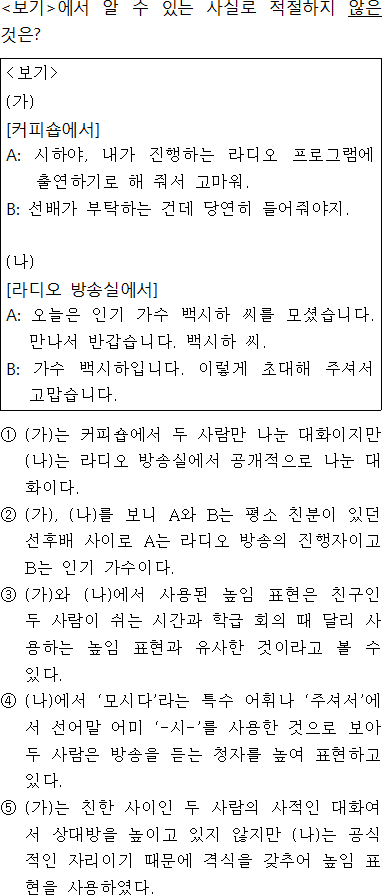 <보기>에서 알 수 있는 사실로 적절하지 않은
것은?
<보기>
(가)
[커피숍에서]
A: 시하야, 내가 진행하는 라디오 프로그램에
출연하기로 해 줘서 고마워.
B: 선배가 부탁하는 건데 당연히 들어줘야지.
(나)
[라디오 방송실에서]
A: 오늘은 인기 가수 백시하 씨를 모셨습니다.
만나서 반갑습니다. 백시하 씨.
B: 가수 백시하입니다. 이렇게 초대해 주셔서
고맙습니다.
① (가)는 커피숍에서 두 사람만 나눈 대화이지만
(나)는 라디오 방송실에서 공개적으로 나눈 대
화이다.
② (가), (나)를 보니 A와 B는 평소 친분이 있던
선후배 사이로 A는 라디오 방송의 진행자이고
B는 인기 가수이다.
③ (가)와 (나)에서 사용된 높임 표현은 친구인
두 사람이 쉬는 시간과 학급 회의 때 달리 사
용하는 높임 표현과 유사한 것이라고 볼 수
있다.
④ (나)에서 ‘모시다’라는 특수 어휘나 ‘주셔서’에
서 선어말 어미 ‘-시-’를 사용한 것으로 보아
두 사람은 방송을 듣는 청자를 높여 표현하고
있다.
⑤ (가)는 친한 사이인 두 사람의 사적인 대화여
서 상대방을 높이고 있지 않지만 (나)는 공식
적인 자리이기 때문에 격식을 갖추어 높임 표
현을 사용하였다.